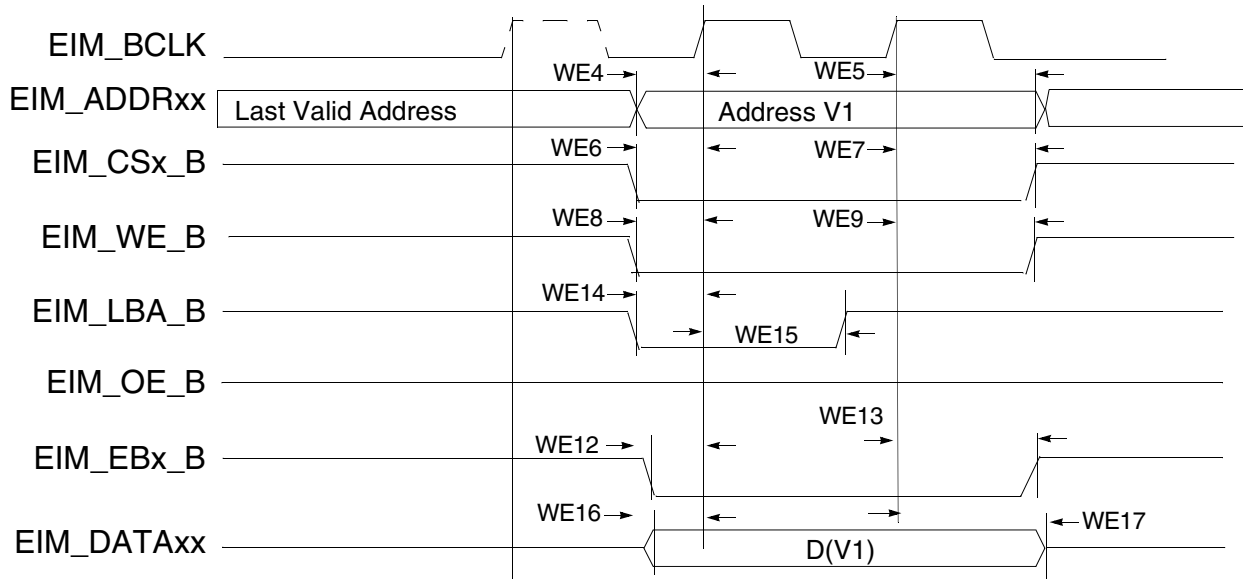 EIM_BCLK
WE4
WE5
EIM_ADDRxx
Last Valid Address
Address V1
WE6
WE7
EIM_CSx_B
WE8
WE9
EIM_WE_B
WE14
EIM_LBA_B
WE15
EIM_OE_B
WE13
WE12
EIM_EBx_B
WE16
WE17
EIM_DATAxx
D(V1)